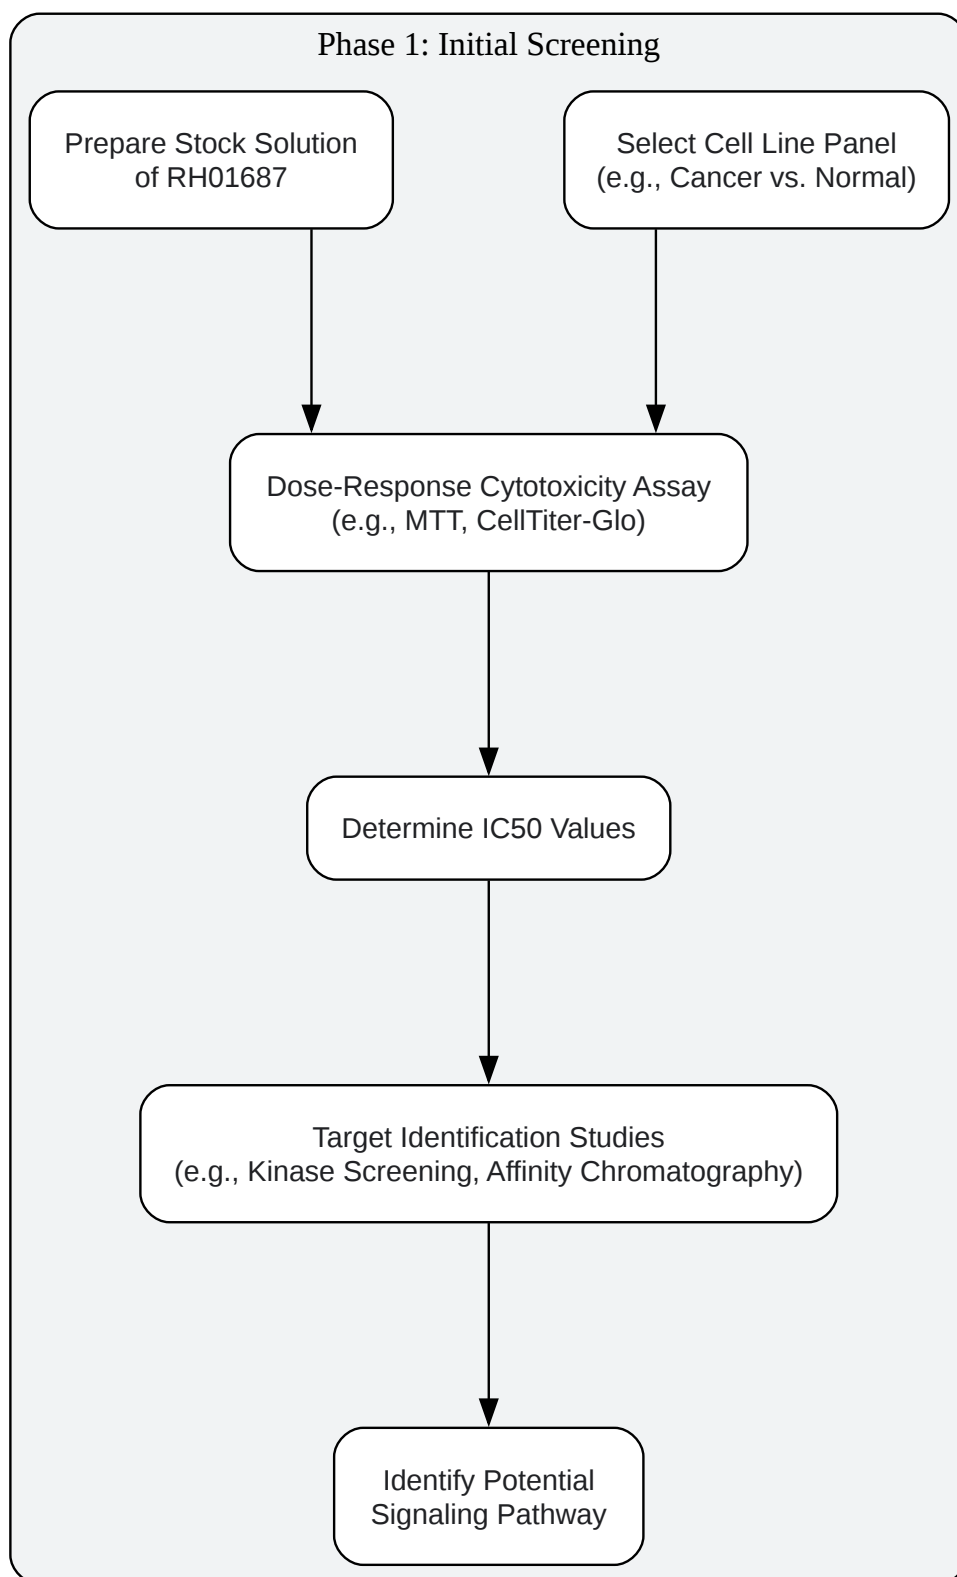 Phase 1: Initial Screening
Prepare Stock Solution
of RH01687
Select Cell Line Panel
(e.g., Cancer vs. Normal)
Dose-Response Cytotoxicity Assay
(e.g., MTT, CellTiter-Glo)
Determine IC50 Values
Target Identification Studies
(e.g., Kinase Screening, Affinity Chromatography)
Identify Potential
Signaling Pathway